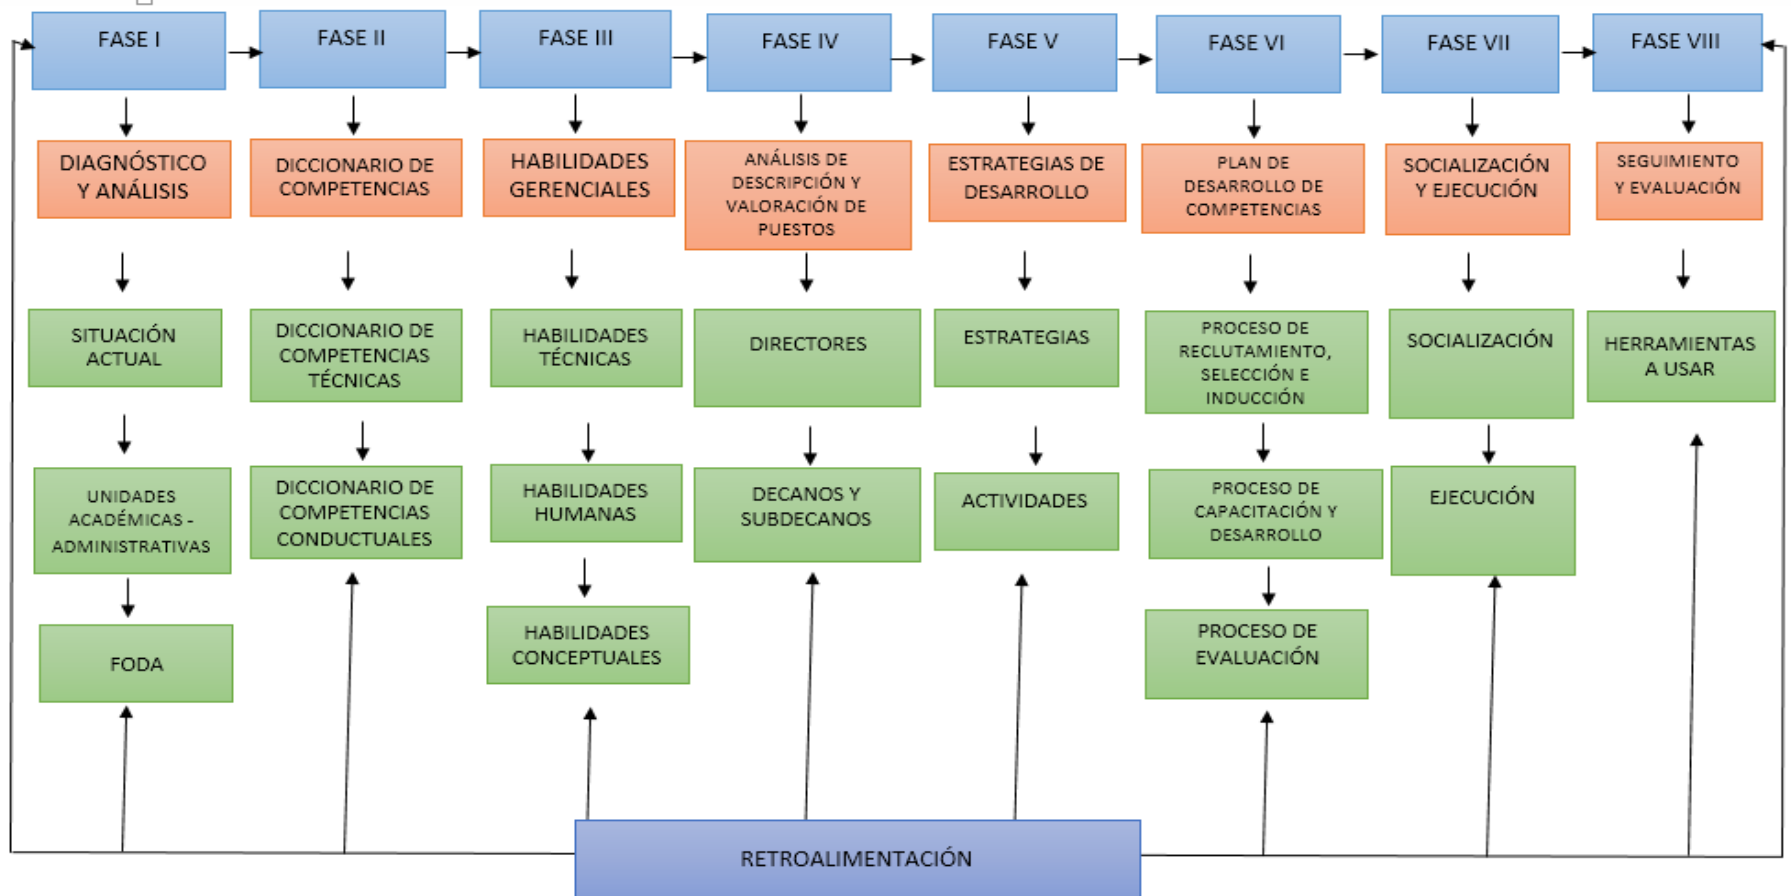 FASE I
FASE II
FASE III
FASE IV
FASE V
FASE VI
FASE VII
FASE VIII
DIAGNÓSTICO
Y ANÁLISIS
DICCIONARIO DE
COMPETENCIAS
HABILIDADES
GERENCIALES
ANÁLISIS DE
DESCRIPCIÓN Y
VALORACIÓN DE
PUESTOS
ESTRATEGIAS DE
DESARROLLO
PLAN DE
DESARROLLO DE
COMPETENCIAS
SOCIALIZACIÓN
Y EJECUCIÓN
SEGUIMIENTO
Y EVALUACIÓN
SITUACIÓN
ACTUAL
DICCIONARIO DE
COMPETENCIAS
TÉCNICAS
HABILIDADES
TÉCNICAS
DIRECTORES
ESTRATEGIAS
PROCESO DE
RECLUTAMIENTO,
SELECCIÓN E
INDUCCIÓN
SOCIALIZACIÓN
HERRAMIENTAS
A USAR
UNIDADES
ACADÉMICAS -
ADMINISTRATIVAS
DICCIONARIO DE
COMPETENCIAS
CONDUCTUALES
HABILIDADES
HUMANAS
DECANOS Y
SUBDECANOS
ACTIVIDADES
PROCESO DE
CAPACITACIÓN Y
DESARROLLO
EJECUCIÓN
FODA
HABILIDADES
CONCEPTUALES
PROCESO DE
EVALUACIÓN
RETROALIMENTACIÓN